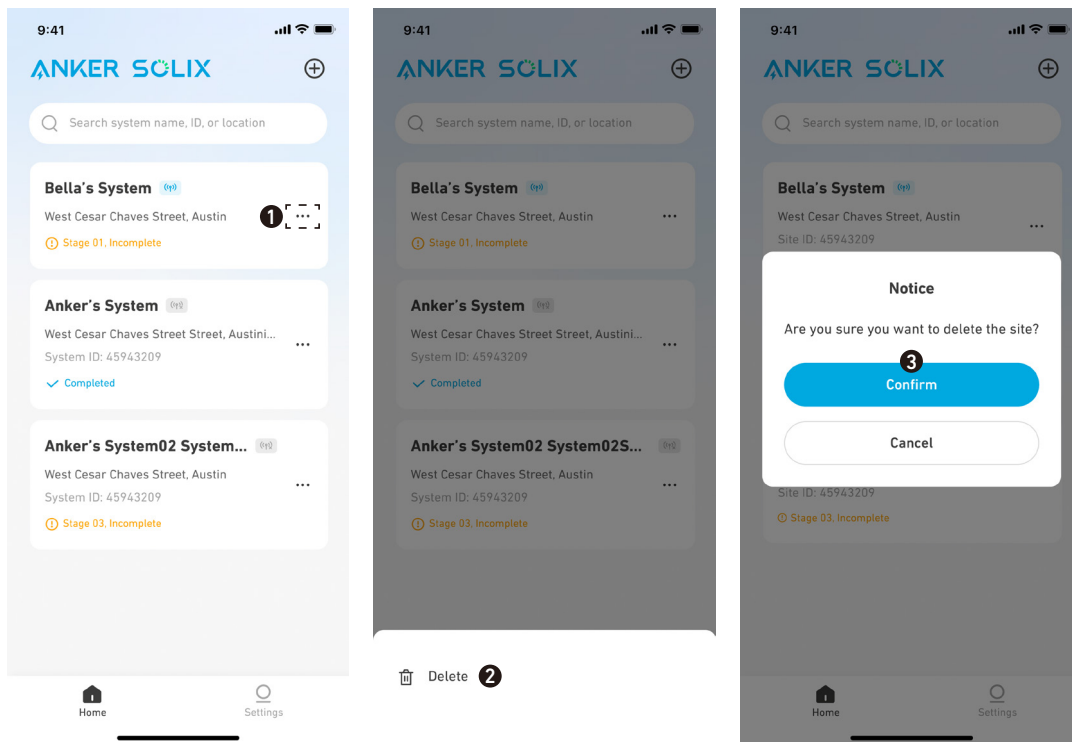 9:41
ANKER SOLIX
Search system name, ID, or location
Bella's System
West Cesar Chaves Street, Austin
1
...
Stage 01, Incomplete
Anker's System
West Cesar Chaves Street Street, Austini...
...
System ID: 45943209
Completed
Anker's System02 System...
West Cesar Chaves Street, Austin
...
System ID: 45943209
Stage 03, Incomplete
Home
Settings
9:41
ANKER SOLIX
Search system name, ID, or location
Bella's System
West Cesar Chaves Street, Austin
...
Stage 01, Incomplete
Anker's System
West Cesar Chaves Street Street, Austini...
...
System ID: 45943209
Completed
Anker's System02 System02S...
West Cesar Chaves Street, Austin
...
System ID: 45943209
Stage 03, Incomplete
Delete 2
9:41
ANKER SOLIX
Search system name, ID, or location
Bella's System
West Cesar Chaves Street, Austin
...
Site ID: 45943209
Notice
Are you sure you want to delete the site?
3
Confirm
Cancel
Site ID: 45943209
Stage 03, Incomplete
Home
Settings